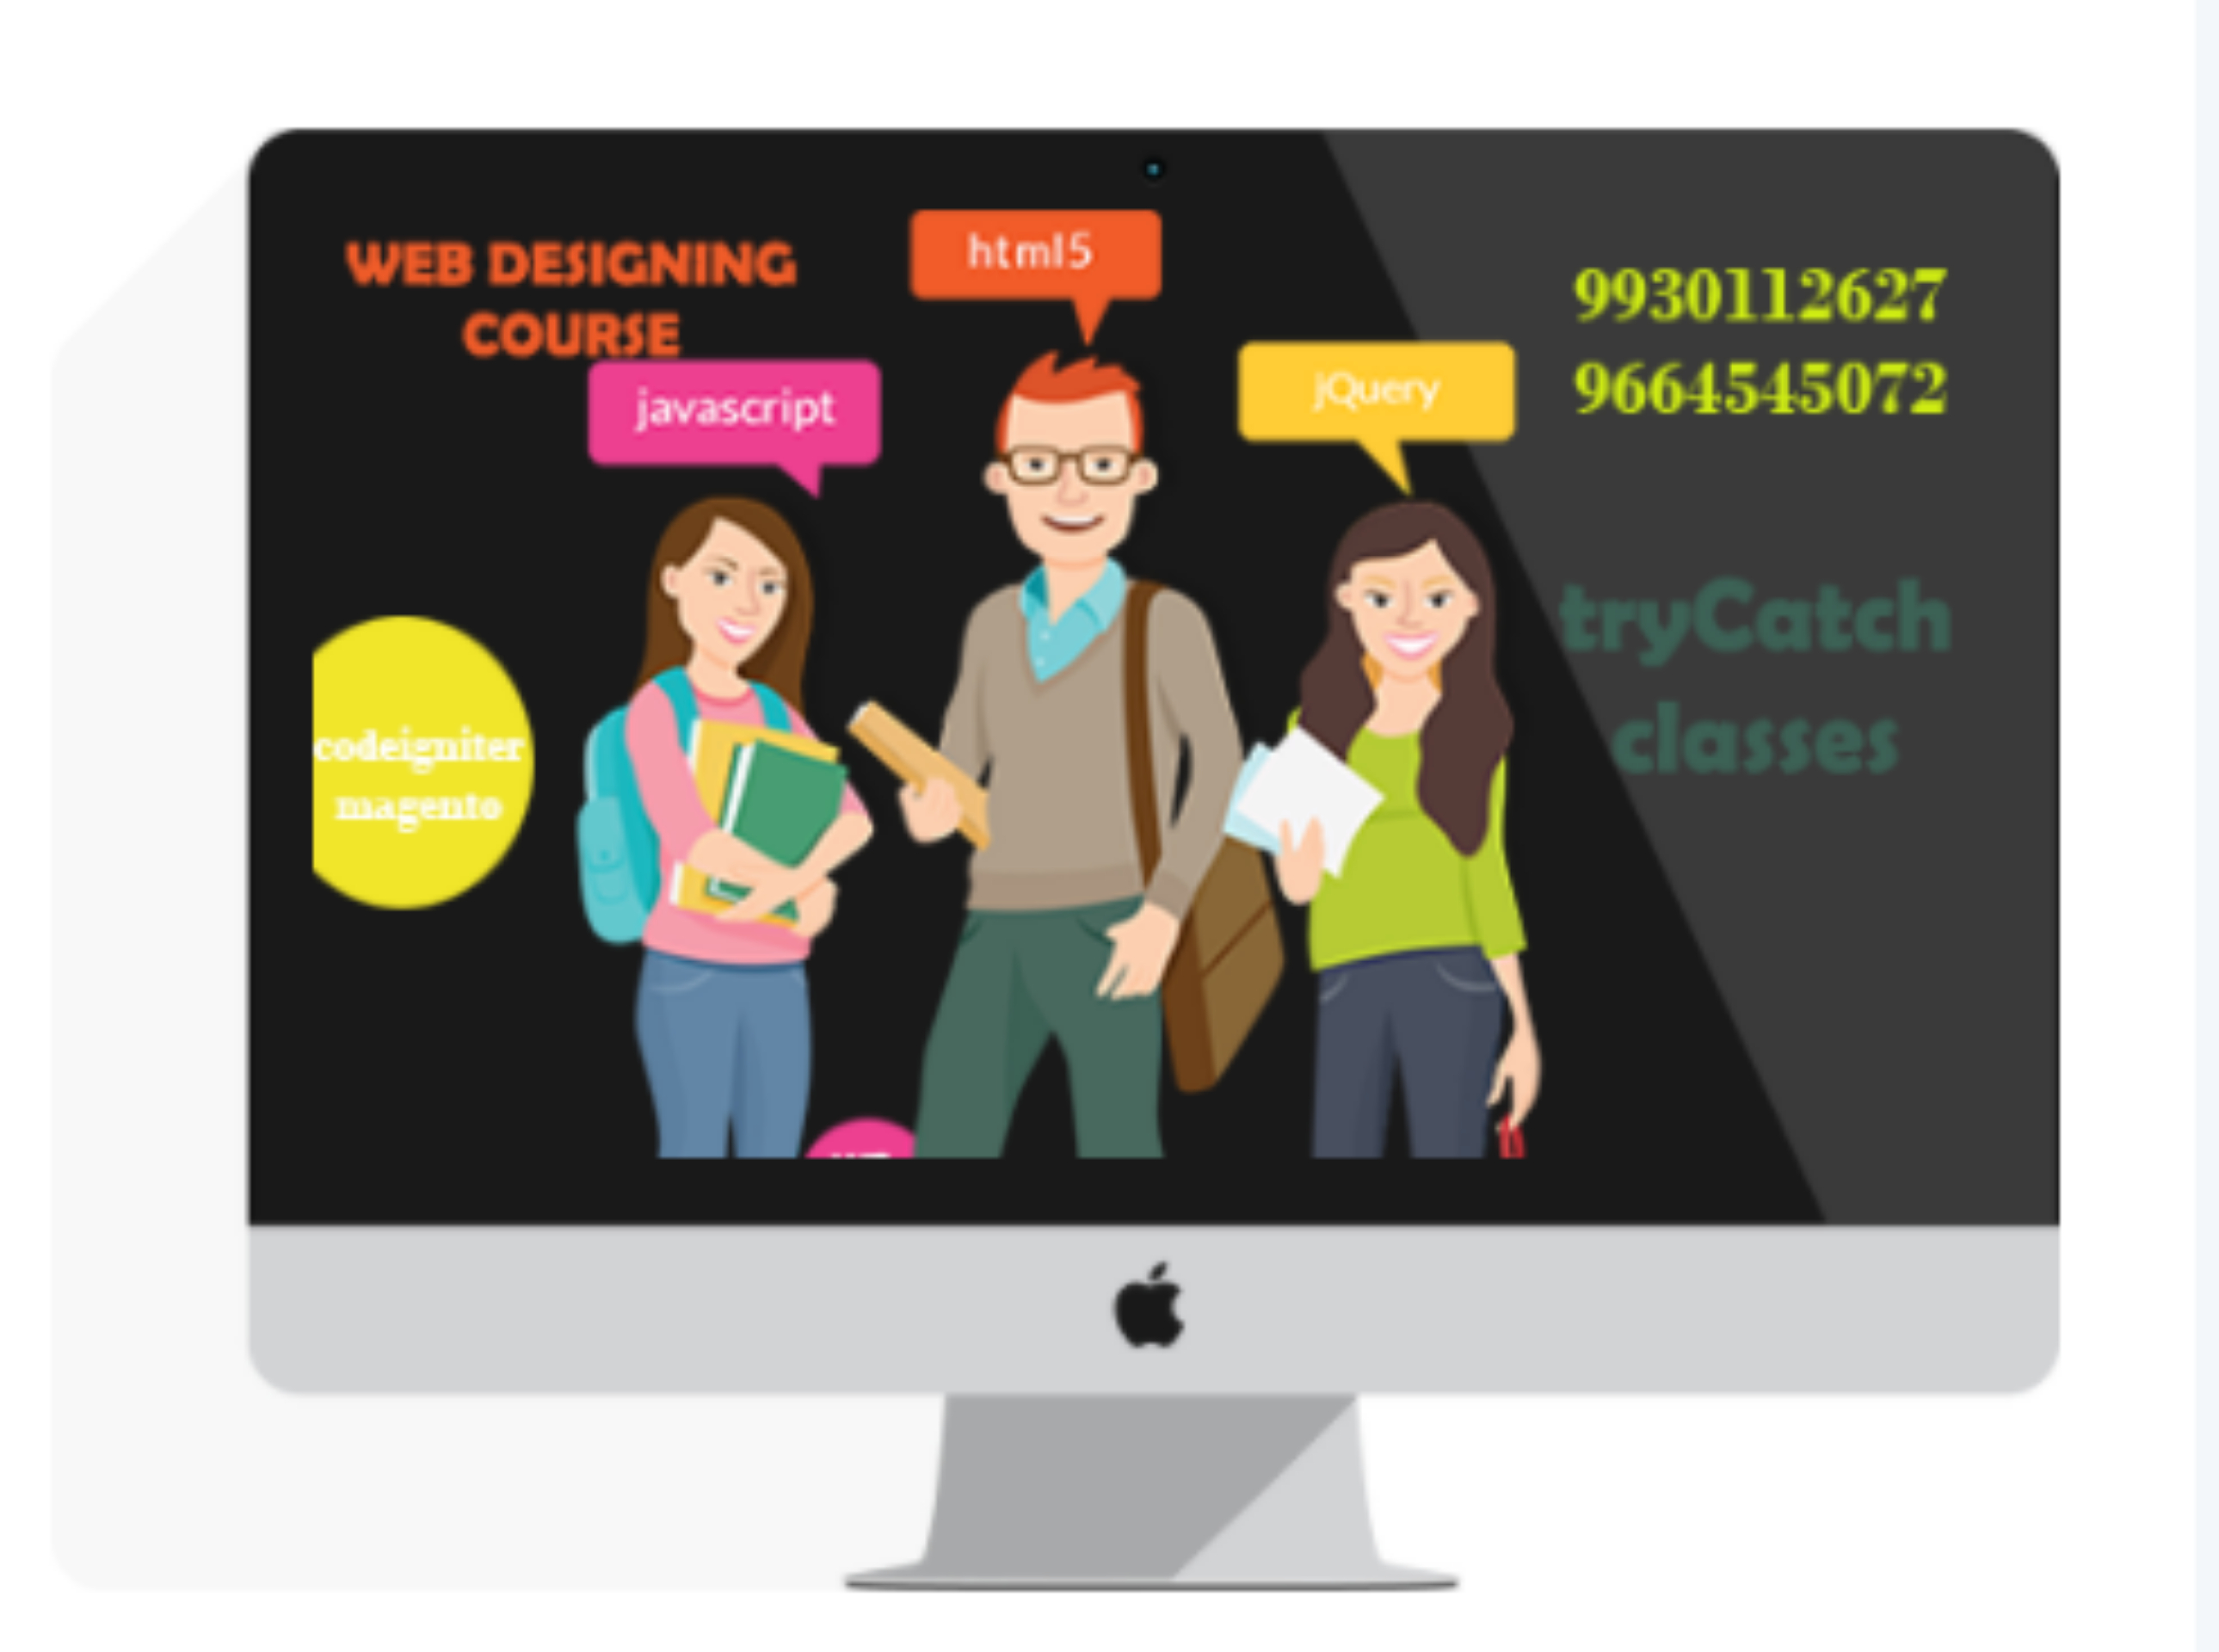 WEB DESIGNING
COURSE
html5
javascript
jQuery
9930112627
9664545072
tryCatch
classes
codeigniter
magento